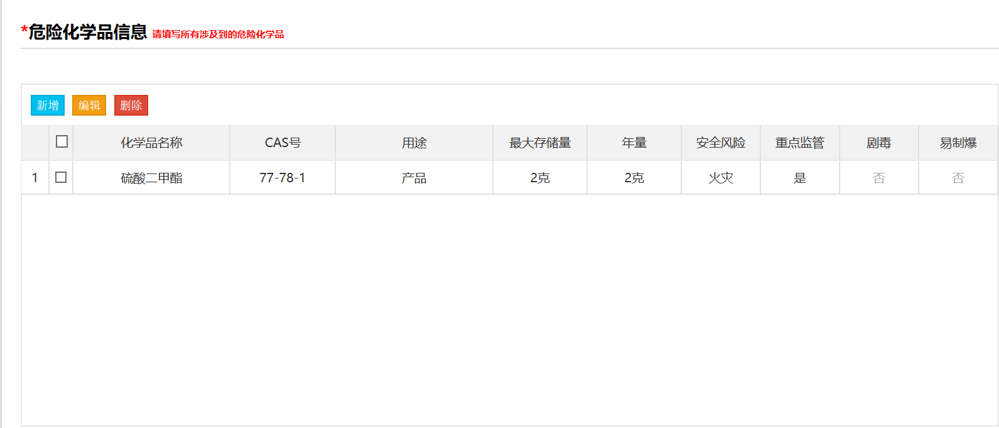 *危险化学品信息 请填写所有涉及到的危险化学品
新增 编辑 删除
化学品名称 CAS号 用途 最大存储量 年量 安全风险 重点监管 剧毒 易制爆
1 硫酸二甲酯 77-78-1 产品 2克 2克 火灾 是 否 否